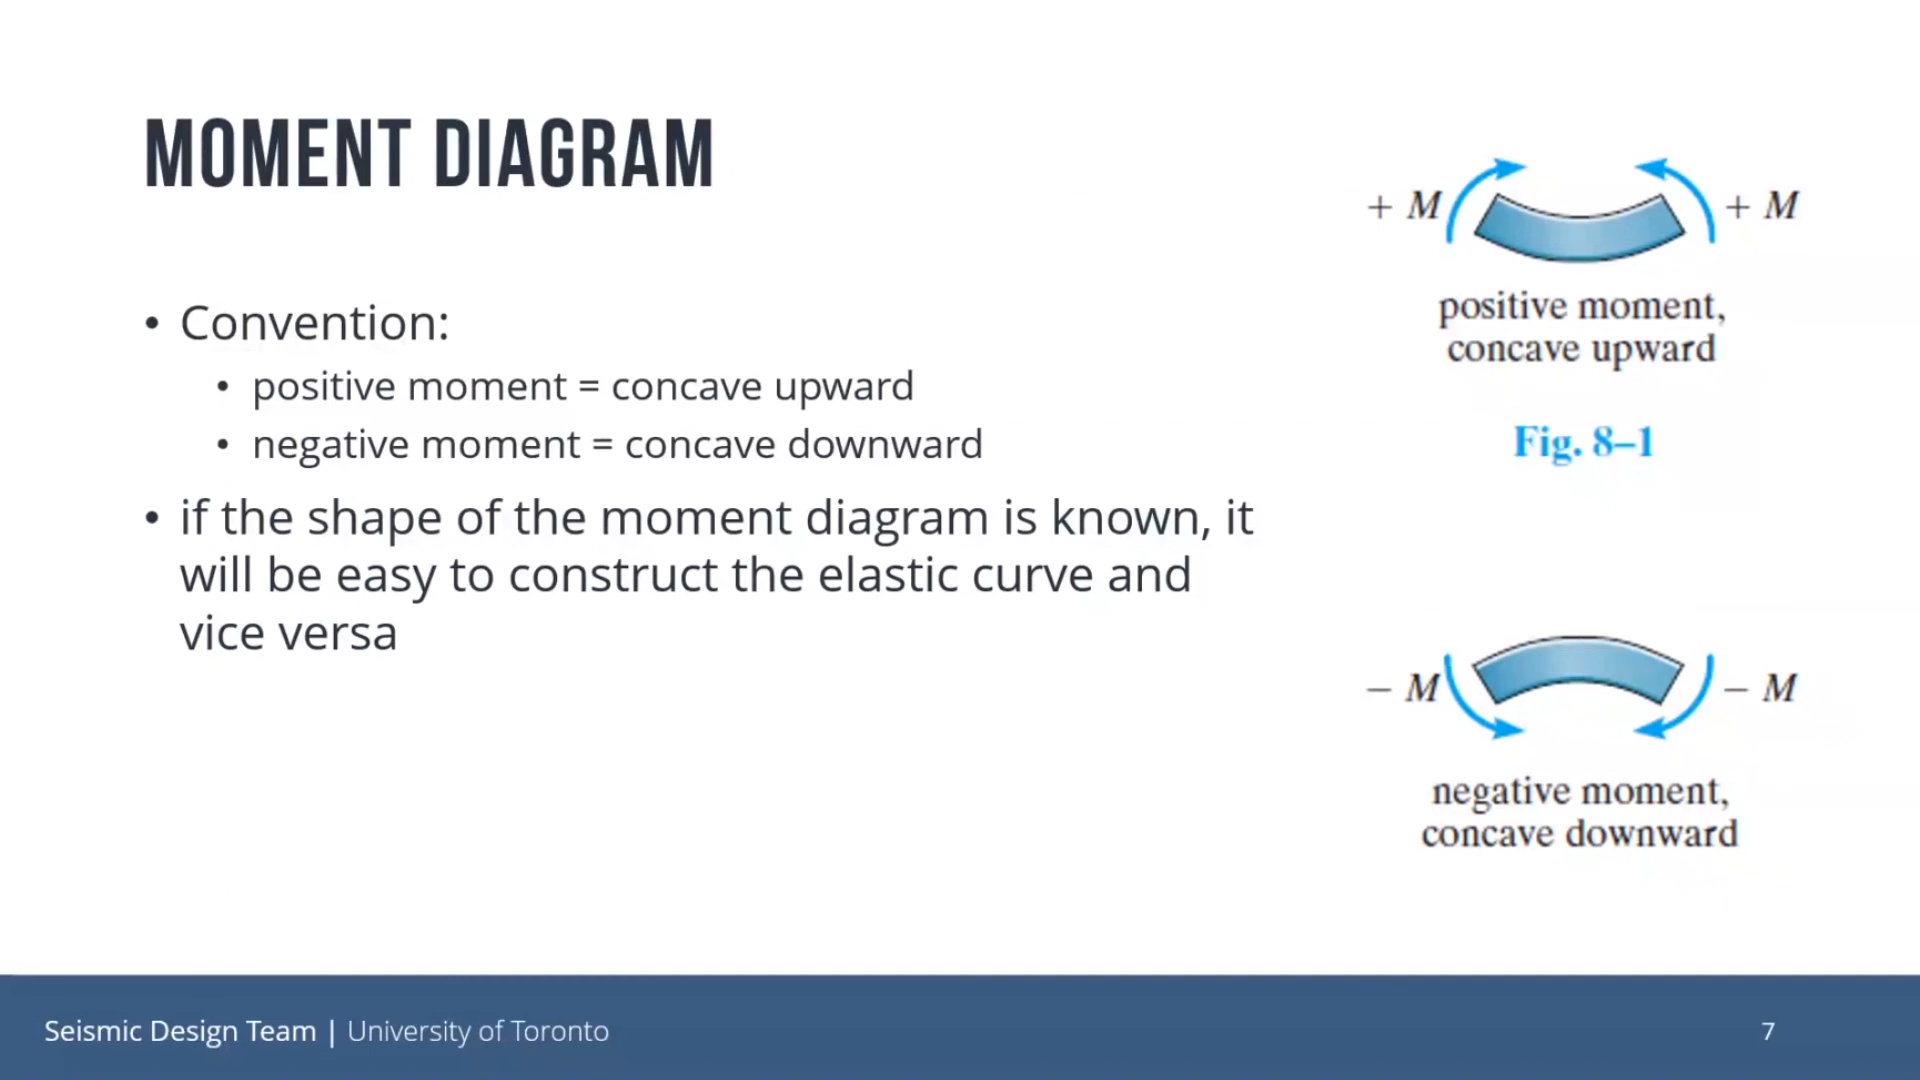 MOMENT DIAGRAM
• Convention:
• positive moment = concave upward
• negative moment = concave downward
• if the shape of the moment diagram is known, it
will be easy to construct the elastic curve and
vice versa
+ M
+ M
positive moment,
concave upward
Fig. 8–1
− M
− M
negative moment,
concave downward
Seismic Design Team | University of Toronto
7